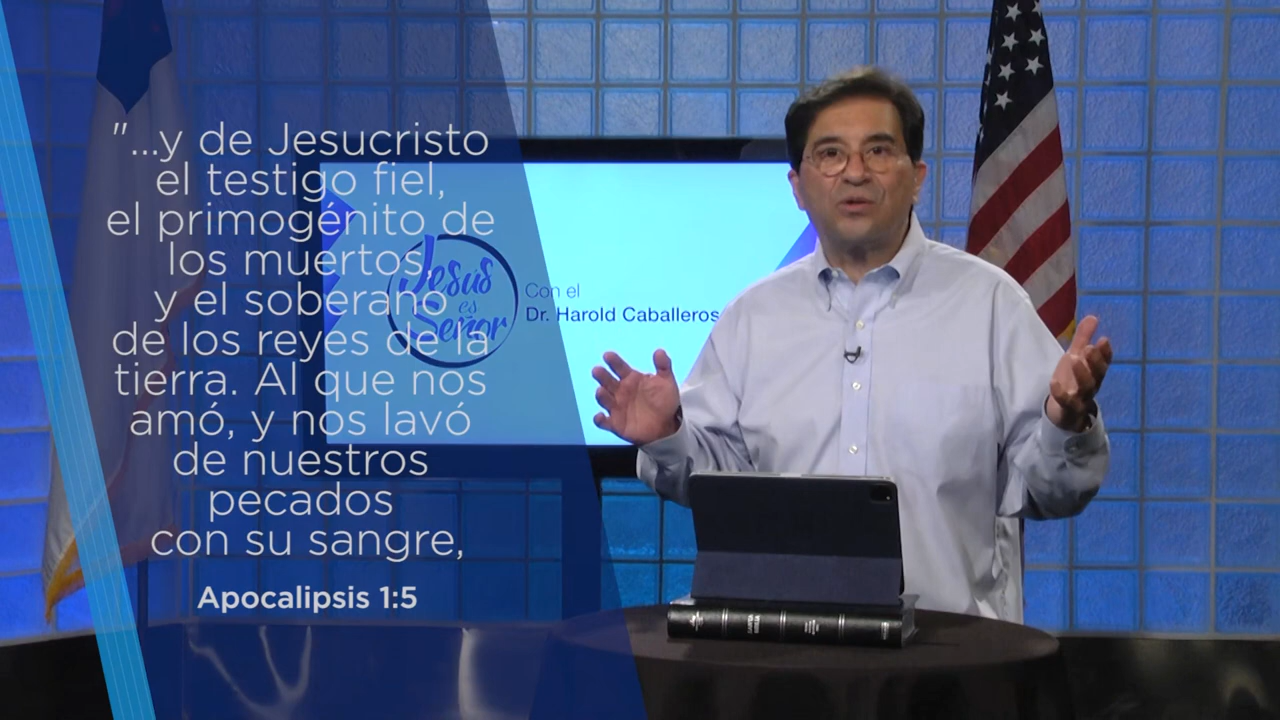 "...y de Jesucristo
el testigo fiel,
el primogénito de
los muertos,
y el soberano
de los reyes de la
tierra. Al que nos
amó, y nos lavó
de nuestros
pecados
con su sangre,
Apocalipsis 1:5
Jesus
es
Señor
Con el
Dr. Harold Caballeros